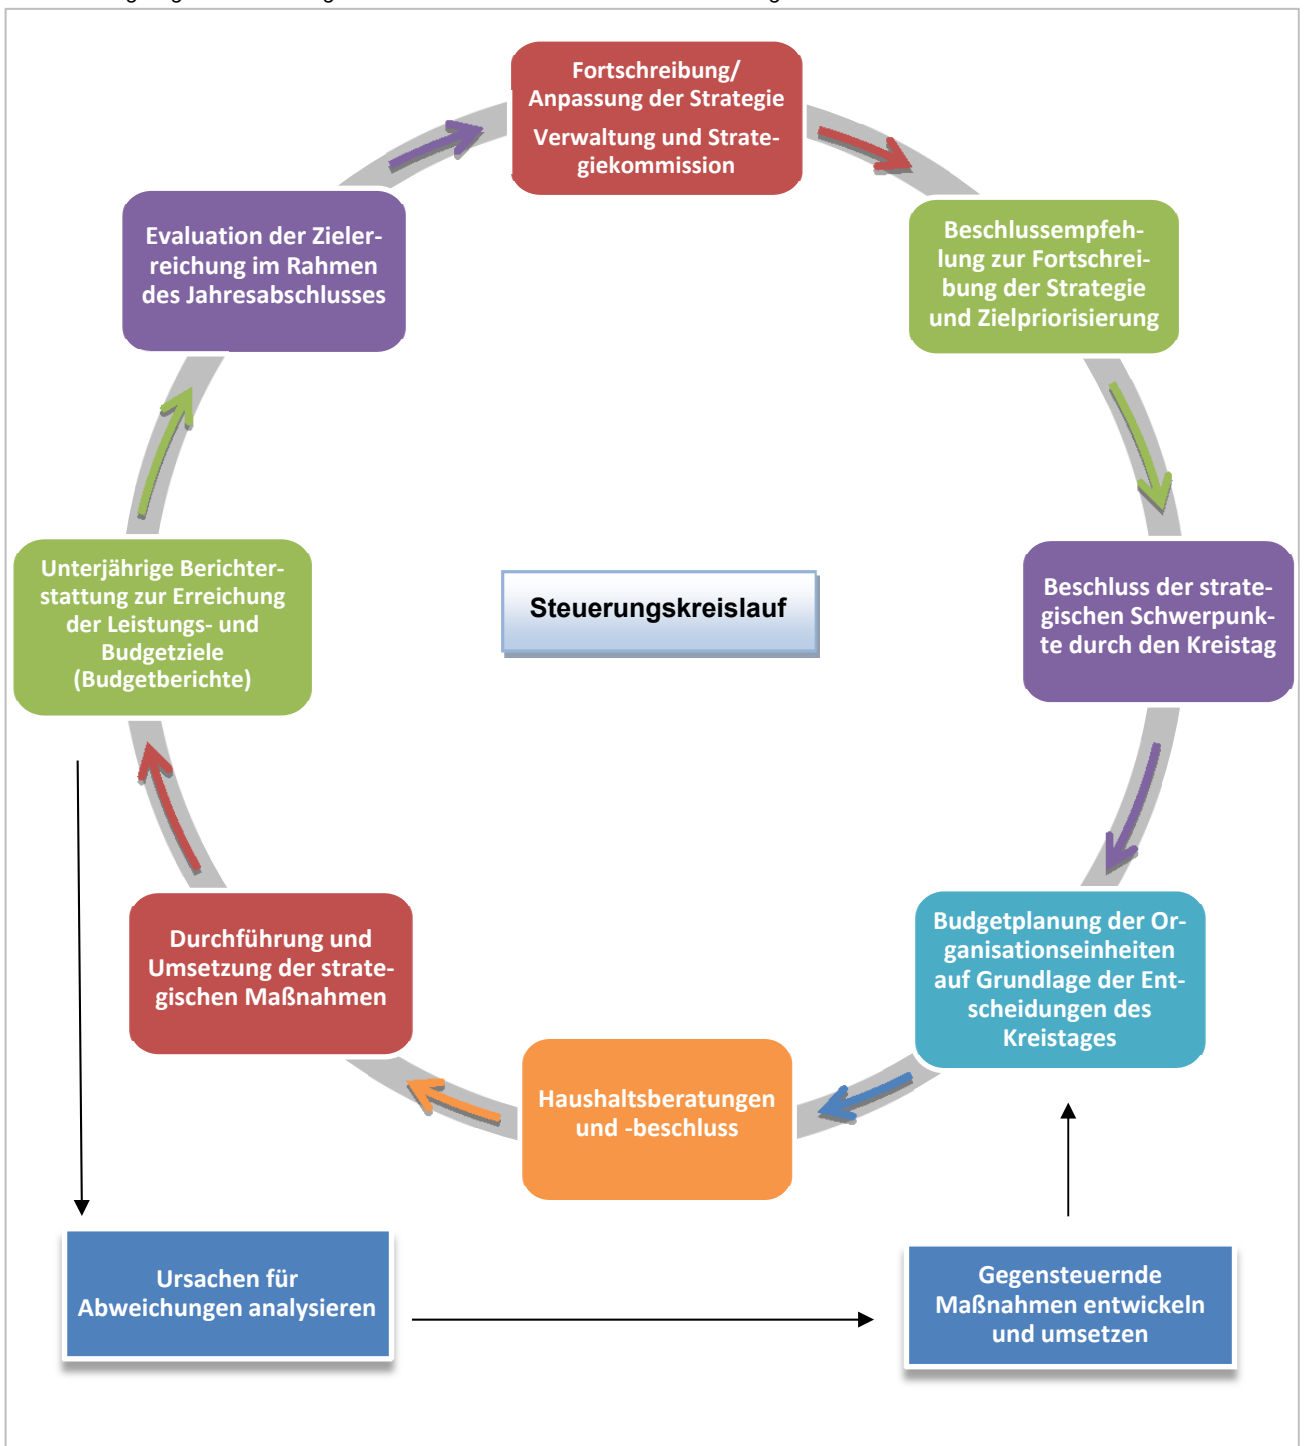 Fortschreibung/
Anpassung der Strategie
Verwaltung und Strate-
giekommission
Beschlussempfeh-
lung zur Fortschrei-
bung der Strategie
und Zielpriorisierung
Beschluss der strate-
gischen Schwerpunk-
te durch den Kreistag
Budgetplanung der Or-
ganisationseinheiten
auf Grundlage der Ent-
scheidungen des
Kreistages
Haushaltsberatungen
und -beschluss
Durchführung und
Umsetzung der strate-
gischen Maßnahmen
Unterjährige Berichter-
stattung zur Erreichung
der Leistungs- und
Budgetziele
(Budgetberichte)
Evaluation der Zieler-
reichung im Rahmen
des Jahresabschlusses
Steuerungskreislauf
Ursachen für
Abweichungen analysieren
Gegensteuernde
Maßnahmen entwickeln
und umsetzen